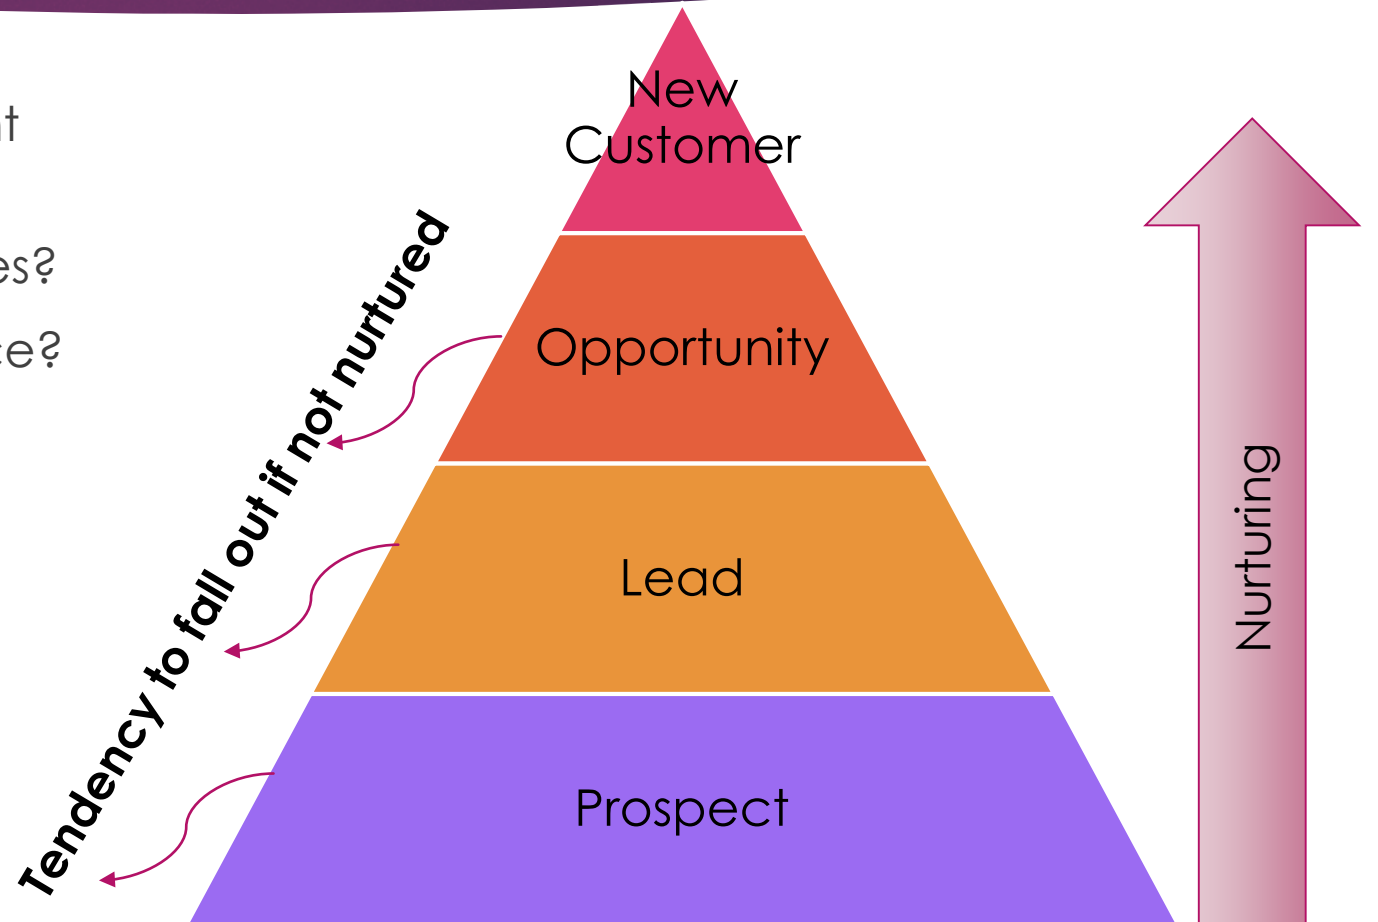 New
Customer
Opportunity
Lead
Prospect
Tendency to fall out if not nurtured
Nurturing